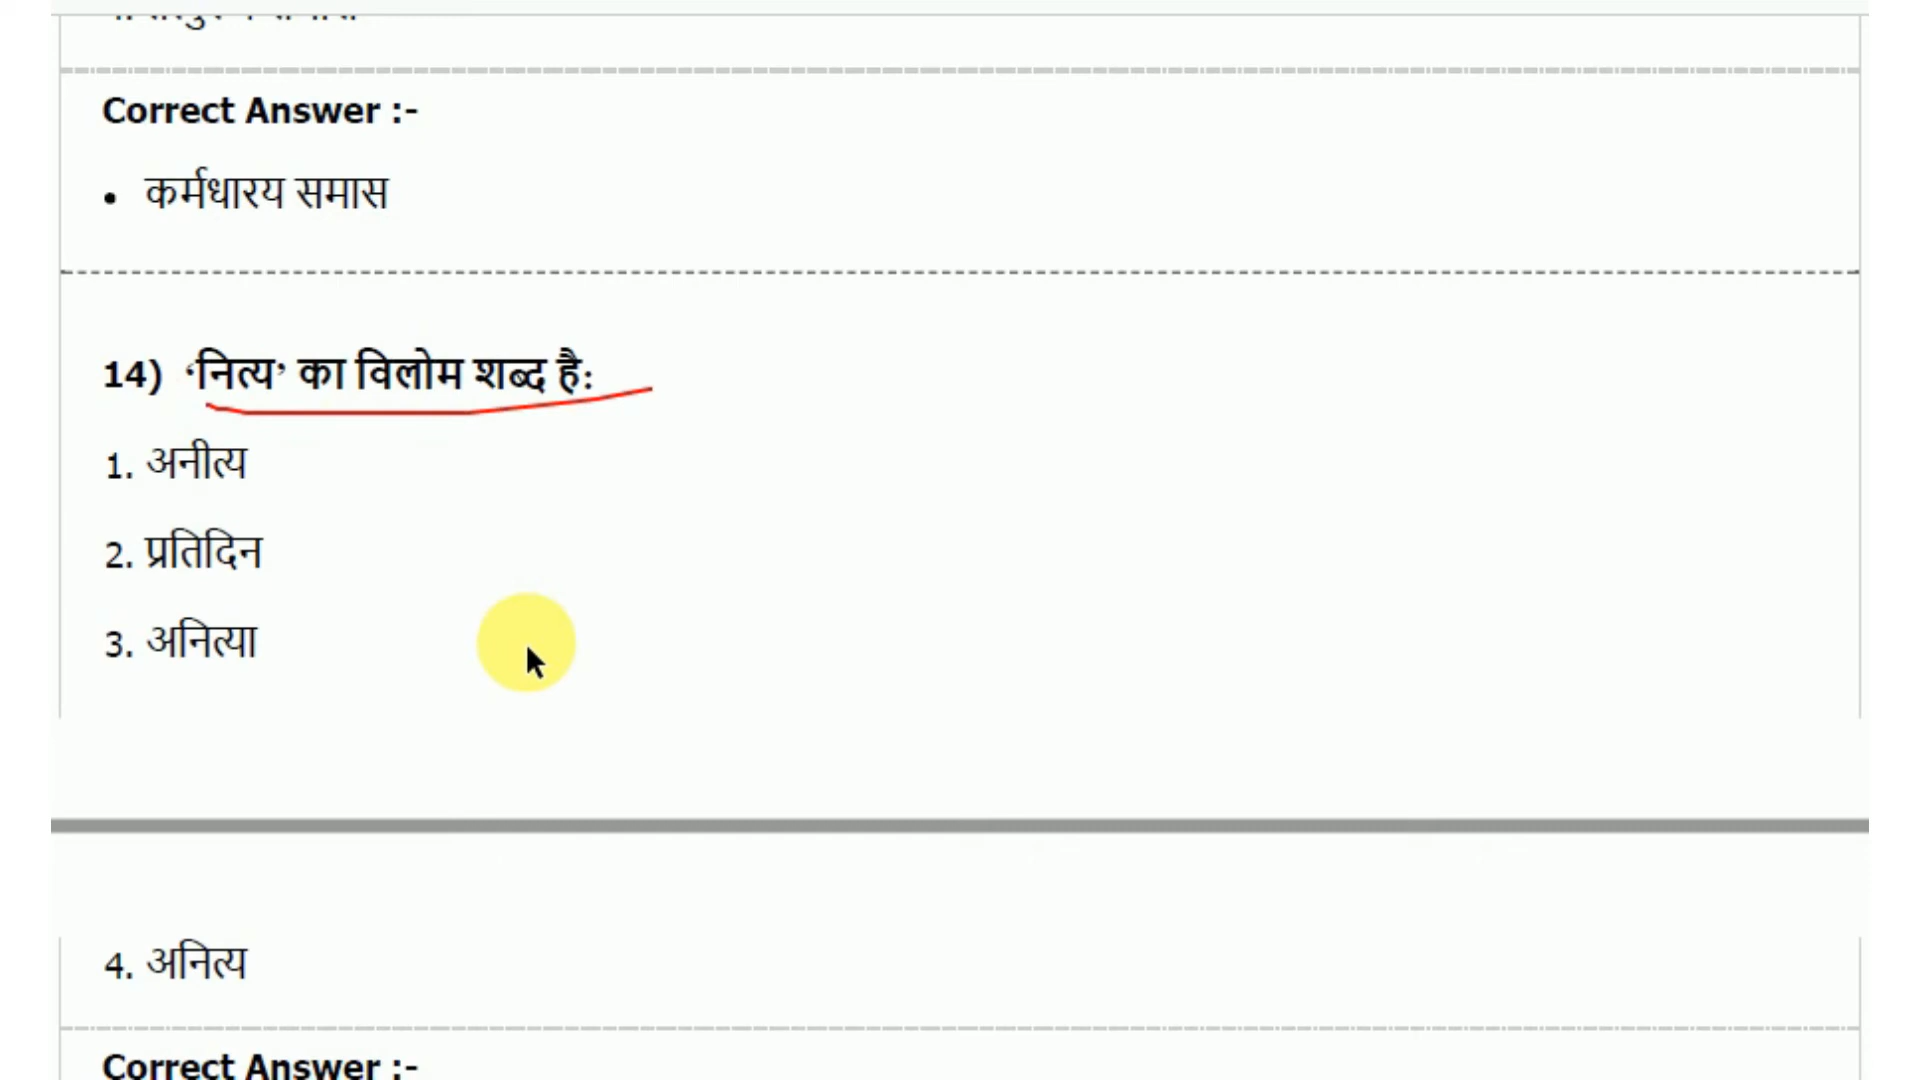 Correct Answer :-
• कर्मधारय समास
14) ‘नित्य’ का विलोम शब्द है:
1. अनीत्य
2. प्रतिदिन
3. अनित्या
4. अनित्य
Correct Answer :-